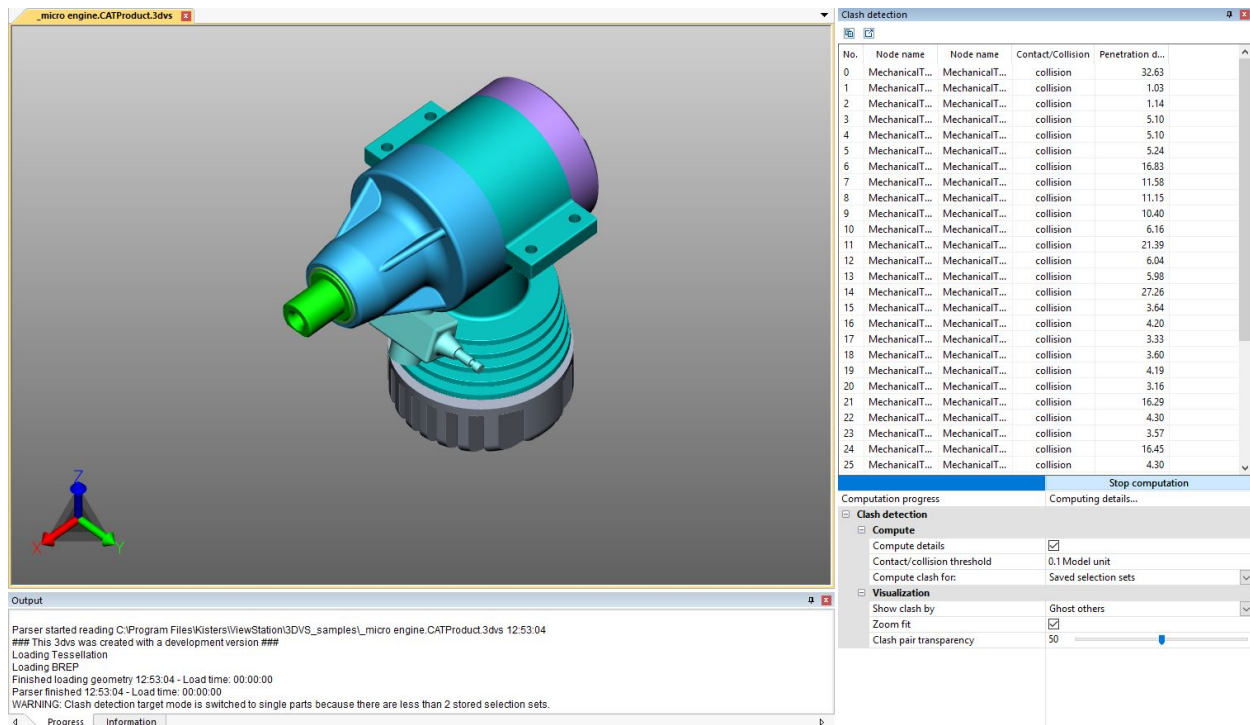 _micro engine.CATProduct.3dvs
Clash detection
No. Node name Node name Contact/Collision Penetration d...
0 MechanicalT... MechanicalT... collision 32.63
1 MechanicalT... MechanicalT... collision 1.03
2 MechanicalT... MechanicalT... collision 1.14
3 MechanicalT... MechanicalT... collision 5.10
4 MechanicalT... MechanicalT... collision 5.10
5 MechanicalT... MechanicalT... collision 5.24
6 MechanicalT... MechanicalT... collision 16.83
7 MechanicalT... MechanicalT... collision 11.58
8 MechanicalT... MechanicalT... collision 11.15
9 MechanicalT... MechanicalT... collision 10.40
10 MechanicalT... MechanicalT... collision 6.16
11 MechanicalT... MechanicalT... collision 21.39
12 MechanicalT... MechanicalT... collision 6.04
13 MechanicalT... MechanicalT... collision 5.98
14 MechanicalT... MechanicalT... collision 27.26
15 MechanicalT... MechanicalT... collision 3.64
16 MechanicalT... MechanicalT... collision 4.20
17 MechanicalT... MechanicalT... collision 3.33
18 MechanicalT... MechanicalT... collision 3.60
19 MechanicalT... MechanicalT... collision 4.19
20 MechanicalT... MechanicalT... collision 3.16
21 MechanicalT... MechanicalT... collision 16.29
22 MechanicalT... MechanicalT... collision 4.30
23 MechanicalT... MechanicalT... collision 3.57
24 MechanicalT... MechanicalT... collision 16.45
25 MechanicalT... MechanicalT... collision 4.30
Stop computation
Computation progress Computing details...
Clash detection
Compute
Compute details
Contact/collision threshold 0.1 Model unit
Compute clash for: Saved selection sets
Visualization
Show clash by Ghost others
Zoom fit
Clash pair transparency 50
Z
X
Y
Output
Parser started reading C:\Program Files\Kisters\ViewStation\3DVS_samples\_micro engine.CATProduct.3dvs 12:53:04
### This 3dvs was created with a development version ###
Loading Tessellation
Loading BREP
Finished loading geometry 12:53:04 - Load time: 00:00:00
Parser finished 12:53:04 - Load time: 00:00:00
WARNING: Clash detection target mode is switched to single parts because there are less than 2 stored selection sets.
Progress Information